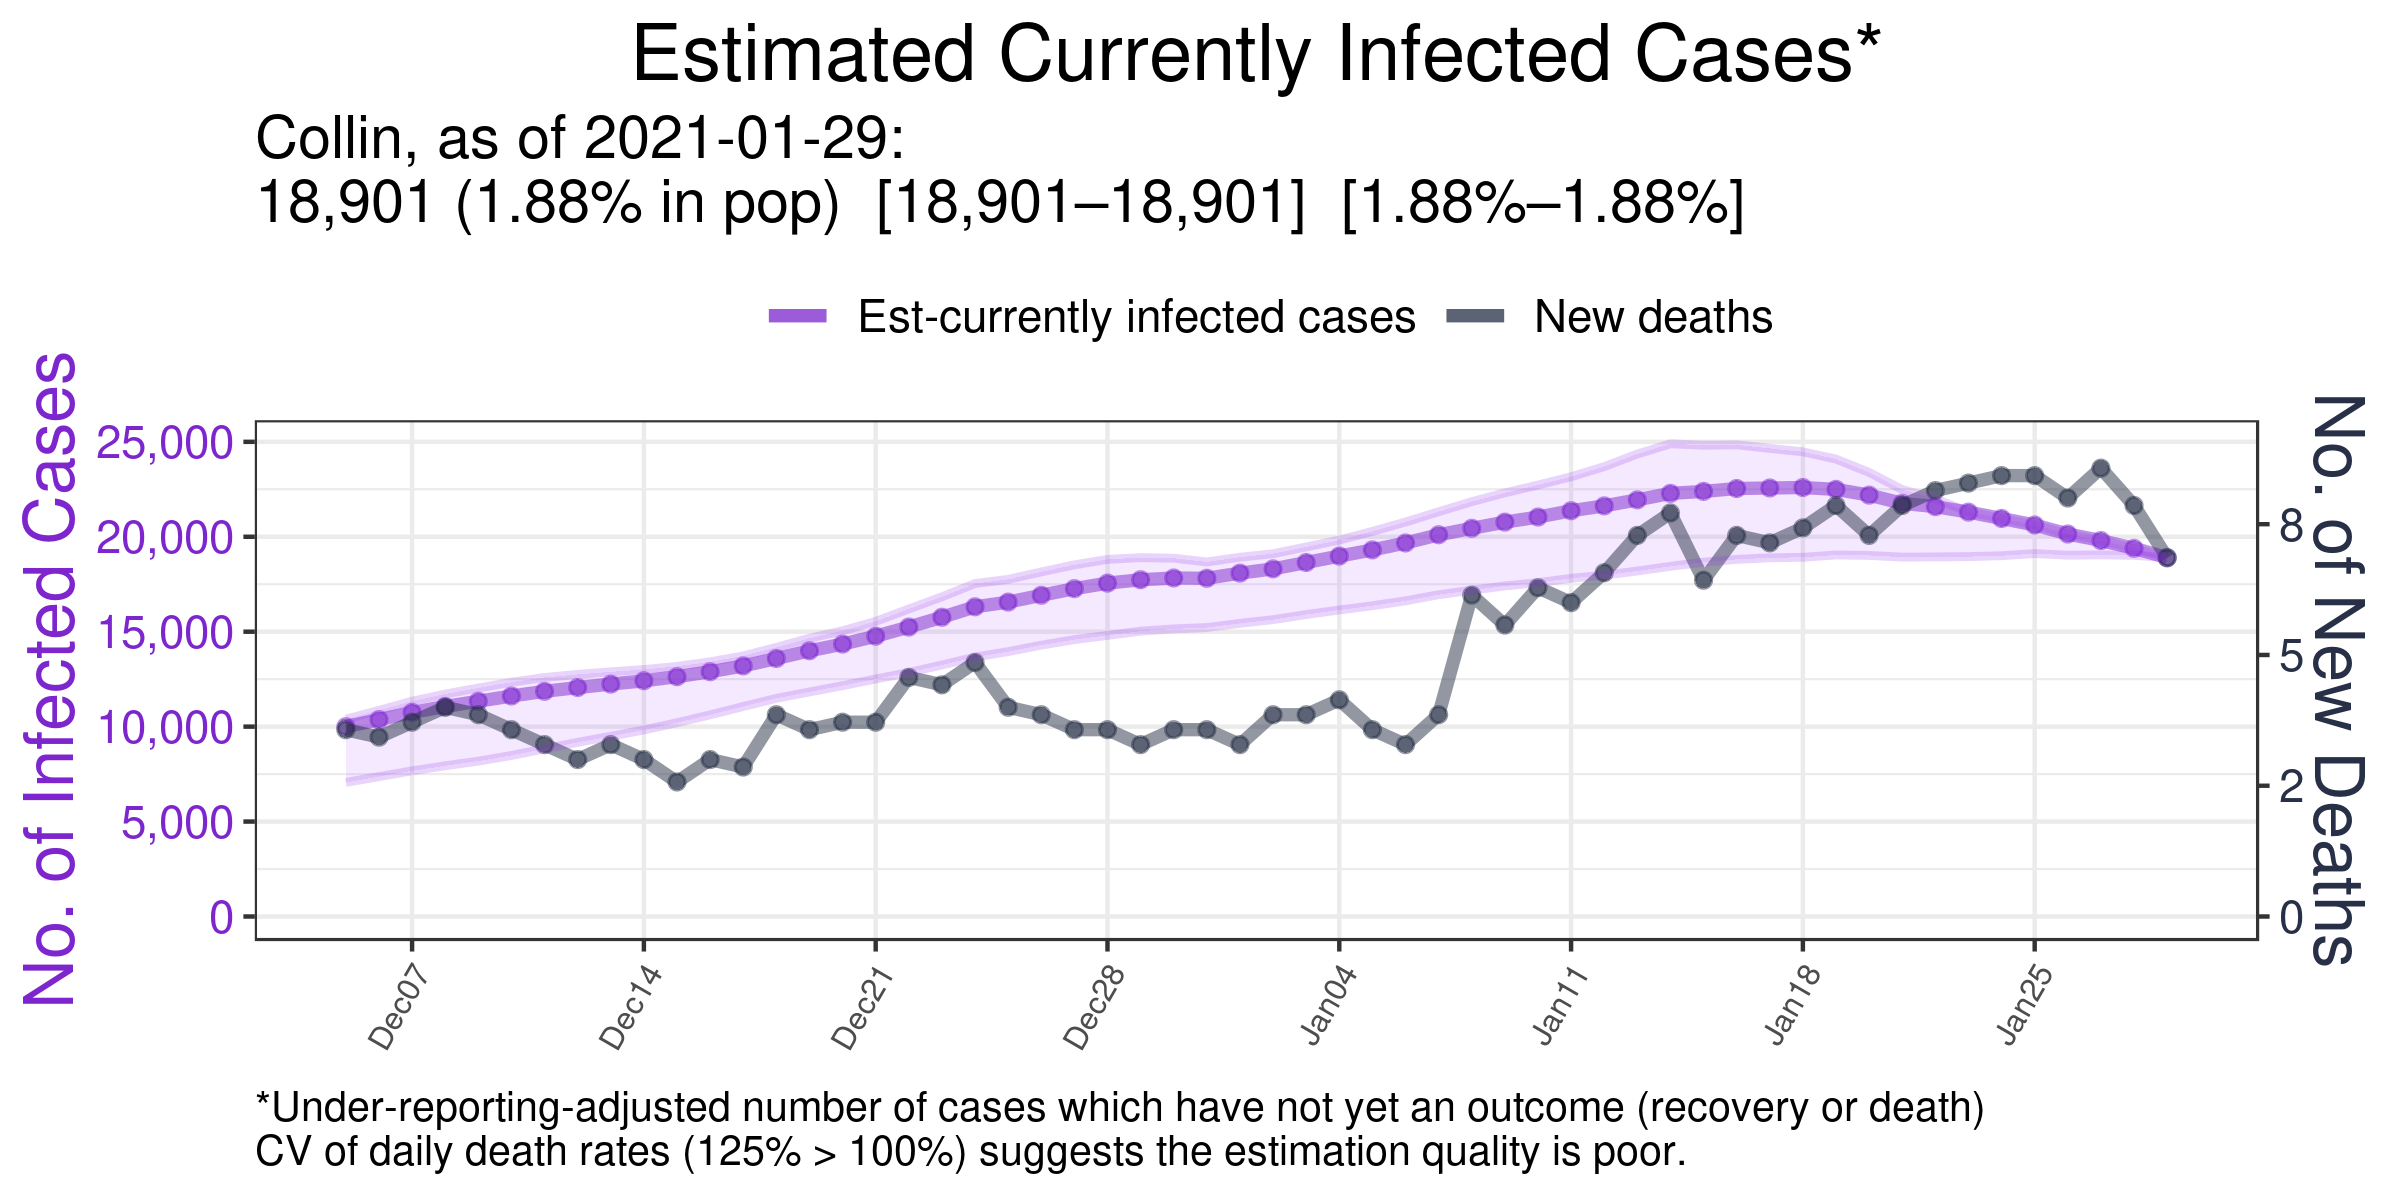 Estimated Currently Infected Cases*
Collin, as of 2021-01-29:
18,901 (1.88% in pop) [18,901–18,901] [1.88%–1.88%]
Est-currently infected cases
New deaths
No. of Infected Cases
25,000
20,000
15,000
10,000
5,000
0
8
5
2
0
No. of New Deaths
Dec07
Dec14
Dec21
Dec28
Jan04
Jan11
Jan18
Jan25
*Under-reporting-adjusted number of cases which have not yet an outcome (recovery or death)
CV of daily death rates (125% > 100%) suggests the estimation quality is poor.